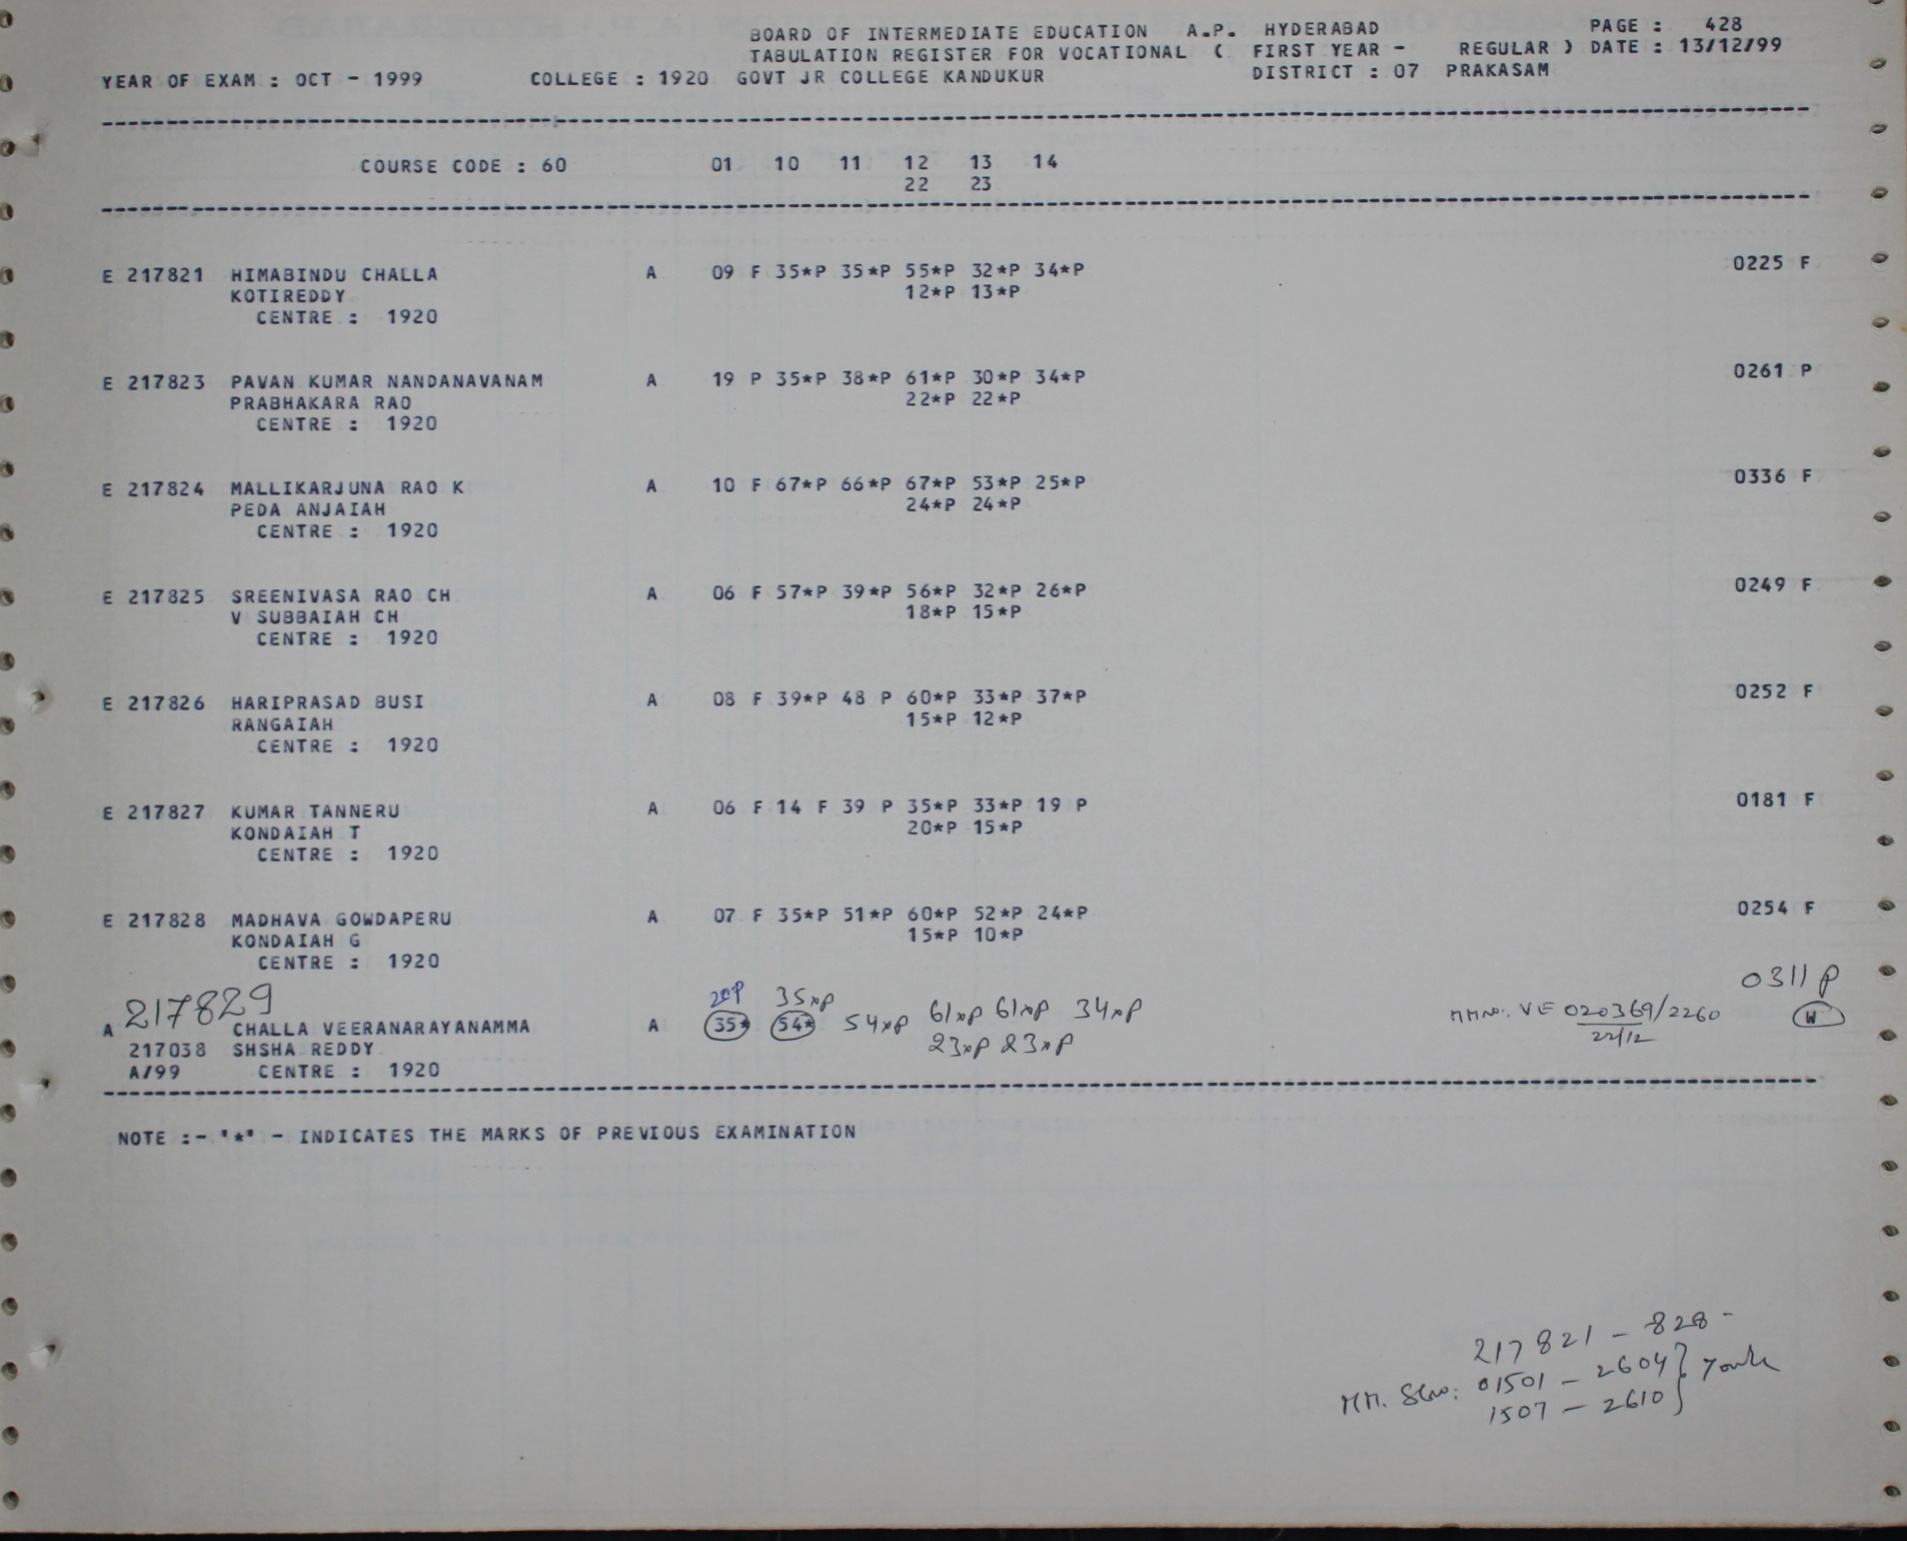 BOARD OF INTERMEDIATE EDUCATION A.P. HYDERABAD PAGE : 428
TABULATION REGISTER FOR VOCATIONAL ( FIRST YEAR - REGULAR ) DATE : 13/12/99
YEAR OF EXAM : OCT - 1999 COLLEGE : 1920 GOVT JR COLLEGE KANDUKUR DISTRICT : 07 PRAKASAM
COURSE CODE : 60 01 10 11 12 13 14
22 23
E 217821 HIMABINDU CHALLA A 09 F 35*P 35*P 55*P 32*P 34*P 0225 F
KOTIREDDY 12*P 13*P
CENTRE : 1920
E 217823 PAVAN KUMAR NANDANAVANAM A 19 P 35*P 38*P 61*P 30*P 34*P 0261 P
PRABHAKARA RAO 22*P 22*P
CENTRE : 1920
E 217824 MALLIKARJUNA RAO K A 10 F 67*P 66*P 67*P 53*P 25*P 0336 F
PEDA ANJAIAH 24*P 24*P
CENTRE : 1920
E 217825 SREENIVASA RAO CH A 06 F 57*P 39*P 56*P 32*P 26*P 0249 F
V SUBBAIAH CH 18*P 15*P
CENTRE : 1920
E 217826 HARIPRASAD BUSI A 08 F 39*P 48 P 60*P 33*P 37*P 0252 F
RANGAIAH 15*P 12*P
CENTRE : 1920
E 217827 KUMAR TANNERU A 06 F 14 F 39 P 35*P 33*P 19 P 0181 F
KONDAIAH T 20*P 15*P
CENTRE : 1920
E 217828 MADHAVA GOWDAPERU A 07 F 35*P 51*P 60*P 52*P 24*P 0254 F
KONDAIAH G 15*P 10*P
CENTRE : 1920
217829 20P 35*P 0311 P
A CHALLA VEERANARAYANAMMA A 35* 54* 54*P 61*P 61*P 34*P MMNo. VE 020369/2260 W
217038 SHSHA REDDY 23*P 23*P 22/12
A/99 CENTRE : 1920
NOTE :- "*" - INDICATES THE MARKS OF PREVIOUS EXAMINATION
217821 - 828 -
MM. SlNo: 01501 - 2604
1507 - 2610